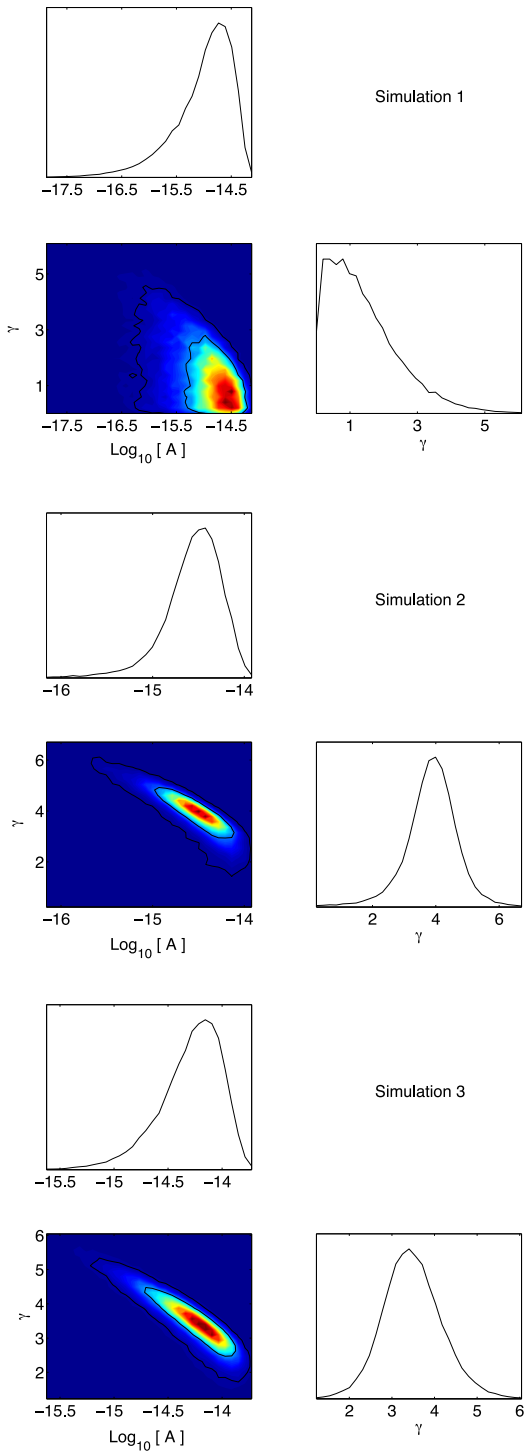 Simulation 1
−17.5 −16.5 −15.5 −14.5
5
3
1
γ
−17.5 −16.5 −15.5 −14.5
Log10 [ A ]
1 3 5
γ
Simulation 2
−16 −15 −14
6
4
2
γ
−16 −15 −14
Log10 [ A ]
2 4 6
γ
Simulation 3
−15.5 −15 −14.5 −14
6
5
4
3
2
γ
−15.5 −15 −14.5 −14
Log10 [ A ]
2 3 4 5 6
γ